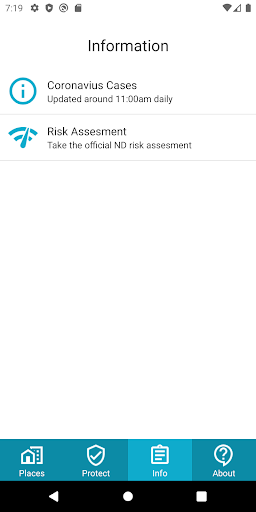 7:19
Information
Coronavius Cases
Updated around 11:00am daily
Risk Assesment
Take the official ND risk assesment
Places
Protect
Info
About